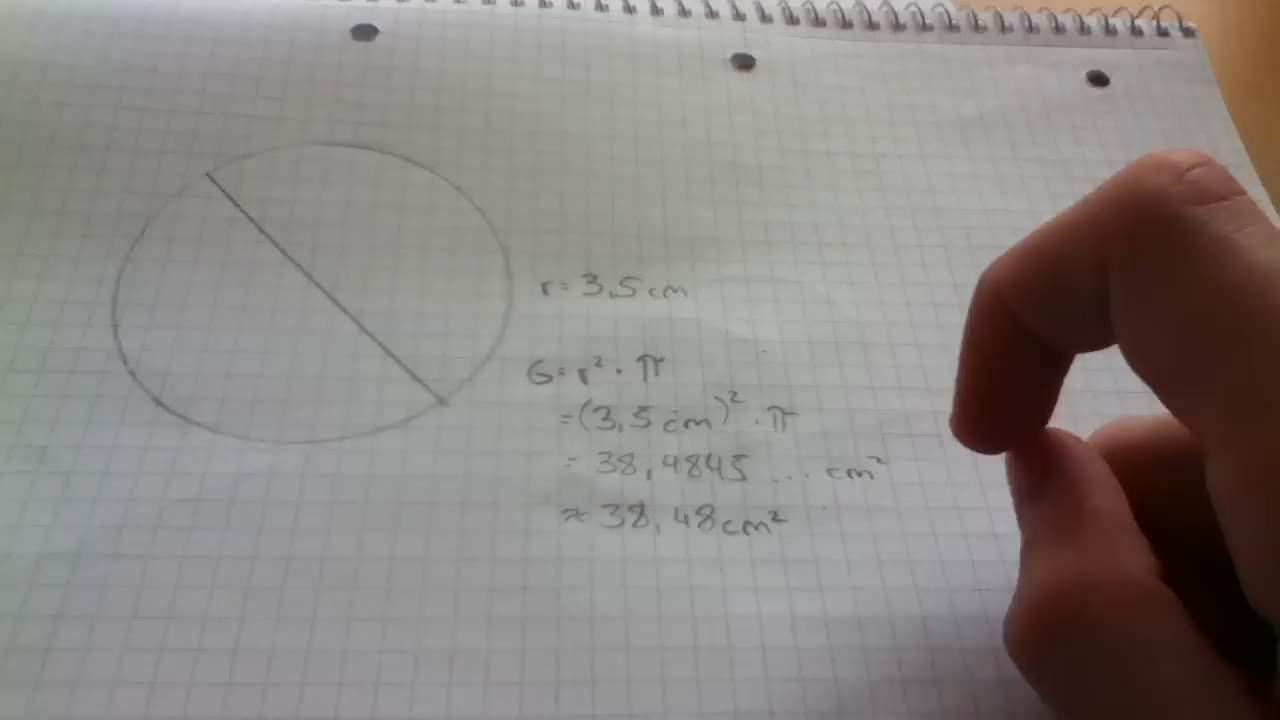 r = 3,5 cm
G = r² · π
= (3,5 cm)² · π
= 38,4845 ... cm²
≈ 38,48 cm²